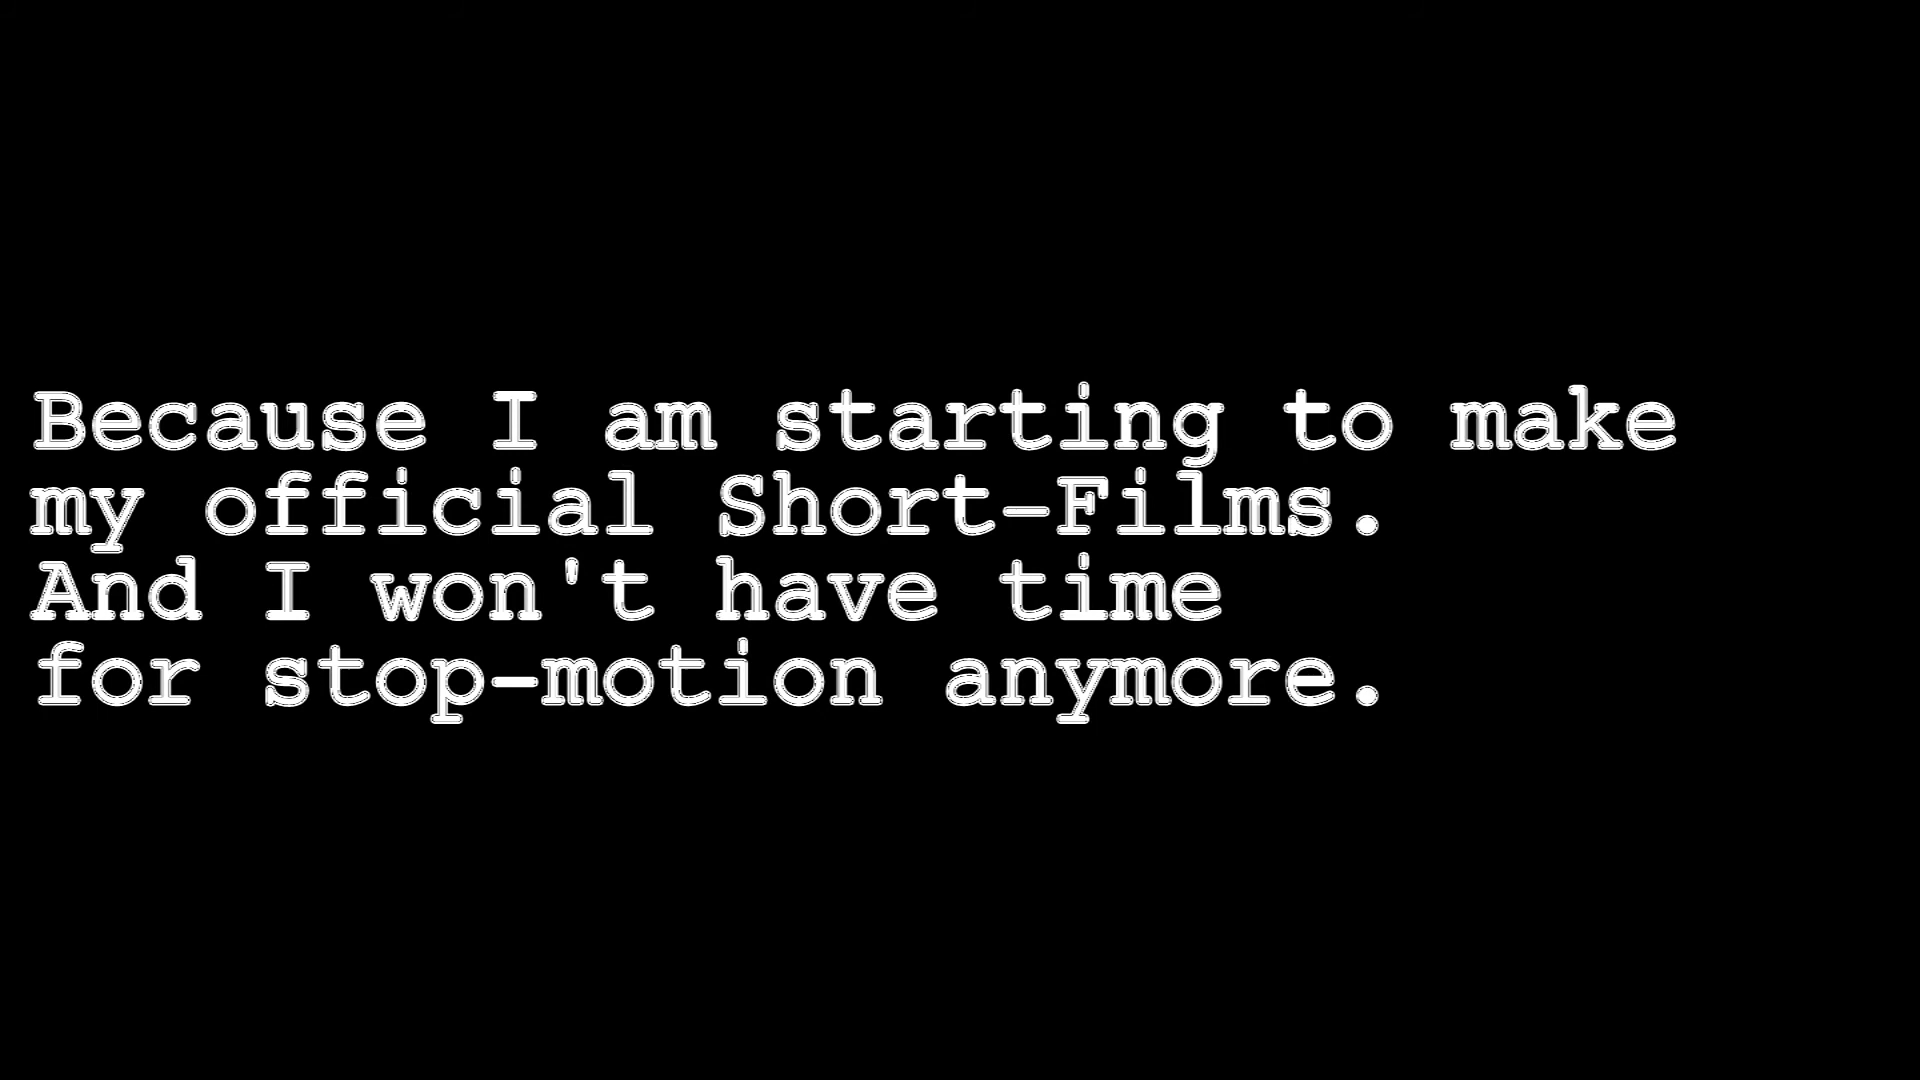 Because I am starting to make
my official Short-Films.
And I won't have time
for stop-motion anymore.